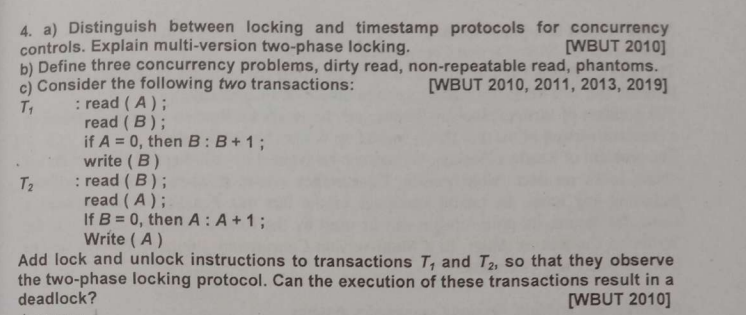 4. a) Distinguish between locking and timestamp protocols for concurrency
controls. Explain multi-version two-phase locking. [WBUT 2010]
b) Define three concurrency problems, dirty read, non-repeatable read, phantoms.
c) Consider the following two transactions: [WBUT 2010, 2011, 2013, 2019]
T₁ : read ( A ) ;
read ( B ) ;
if A = 0, then B : B + 1 ;
write ( B )
T₂ : read ( B ) ;
read ( A ) ;
If B = 0, then A : A + 1 ;
Write ( A )
Add lock and unlock instructions to transactions T₁ and T₂, so that they observe
the two-phase locking protocol. Can the execution of these transactions result in a
deadlock? [WBUT 2010]